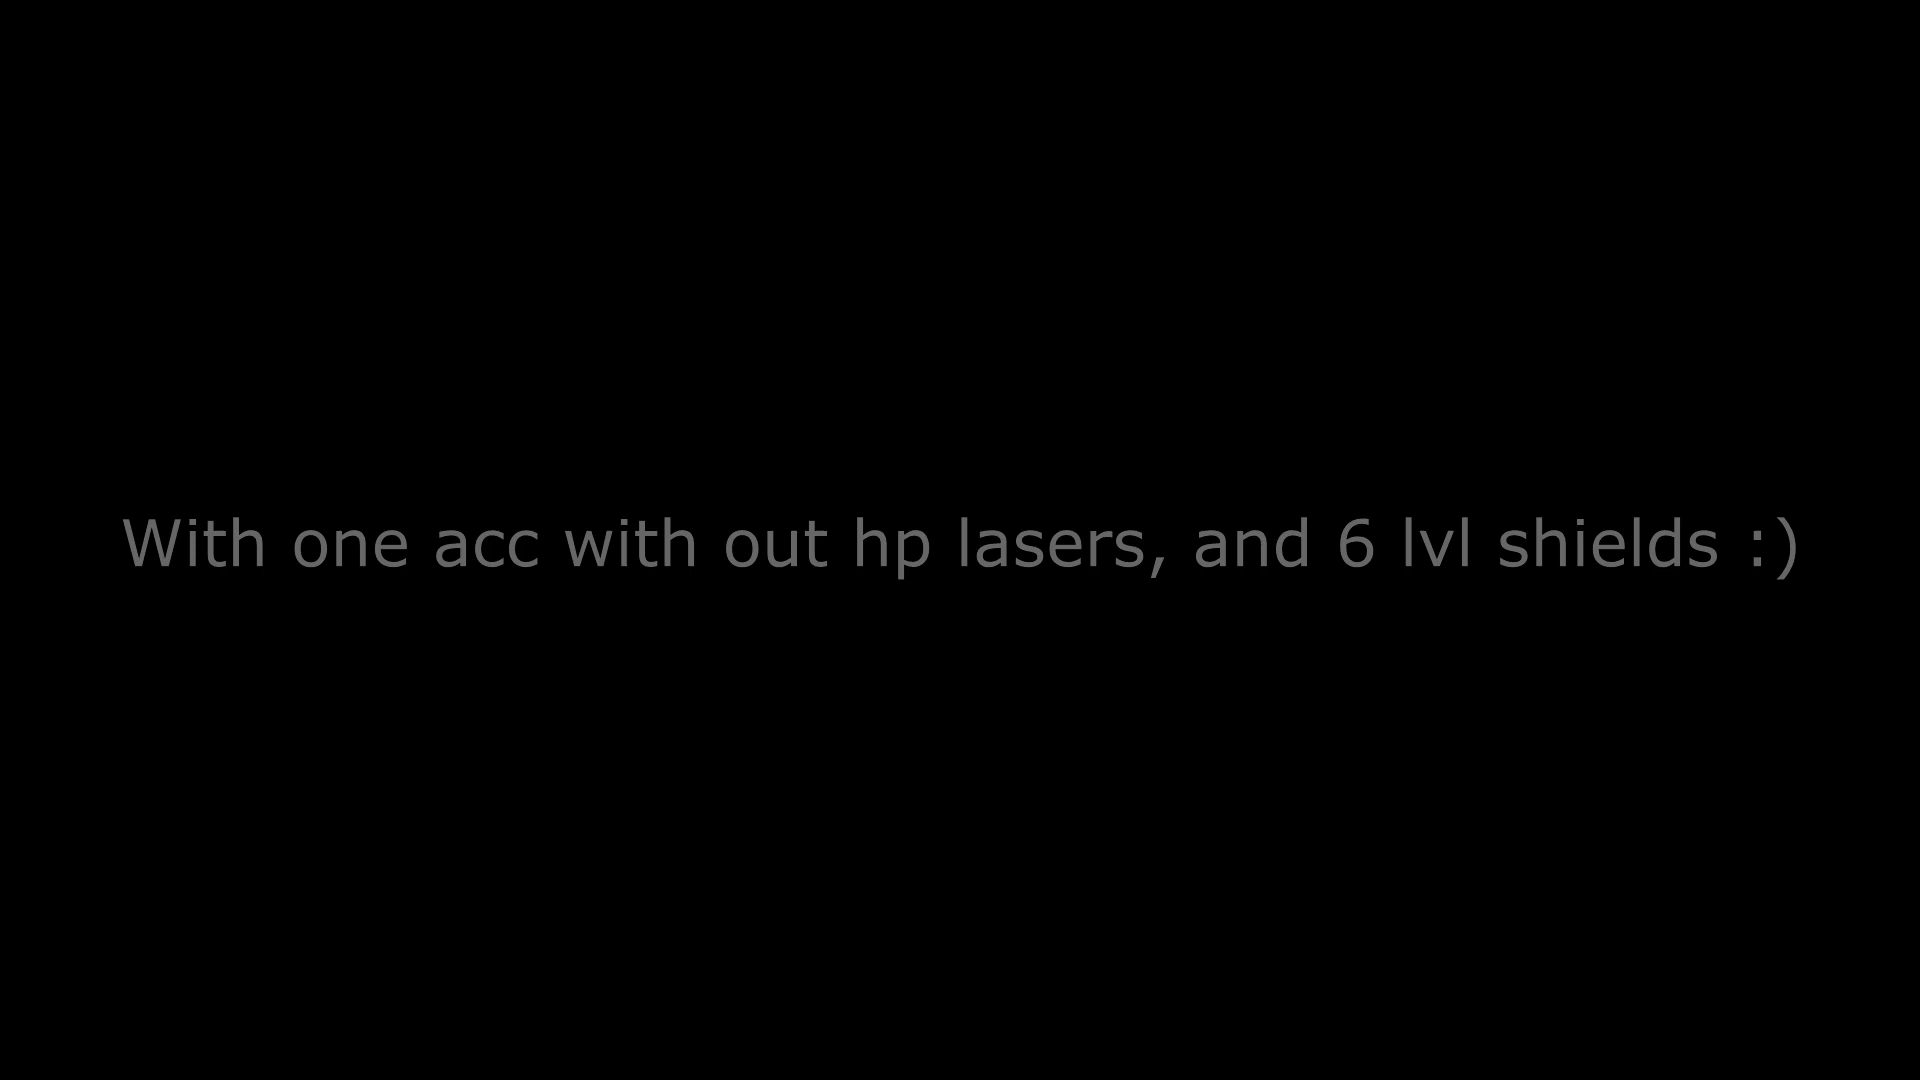 With one acc with out hp lasers, and 6 lvl shields :)